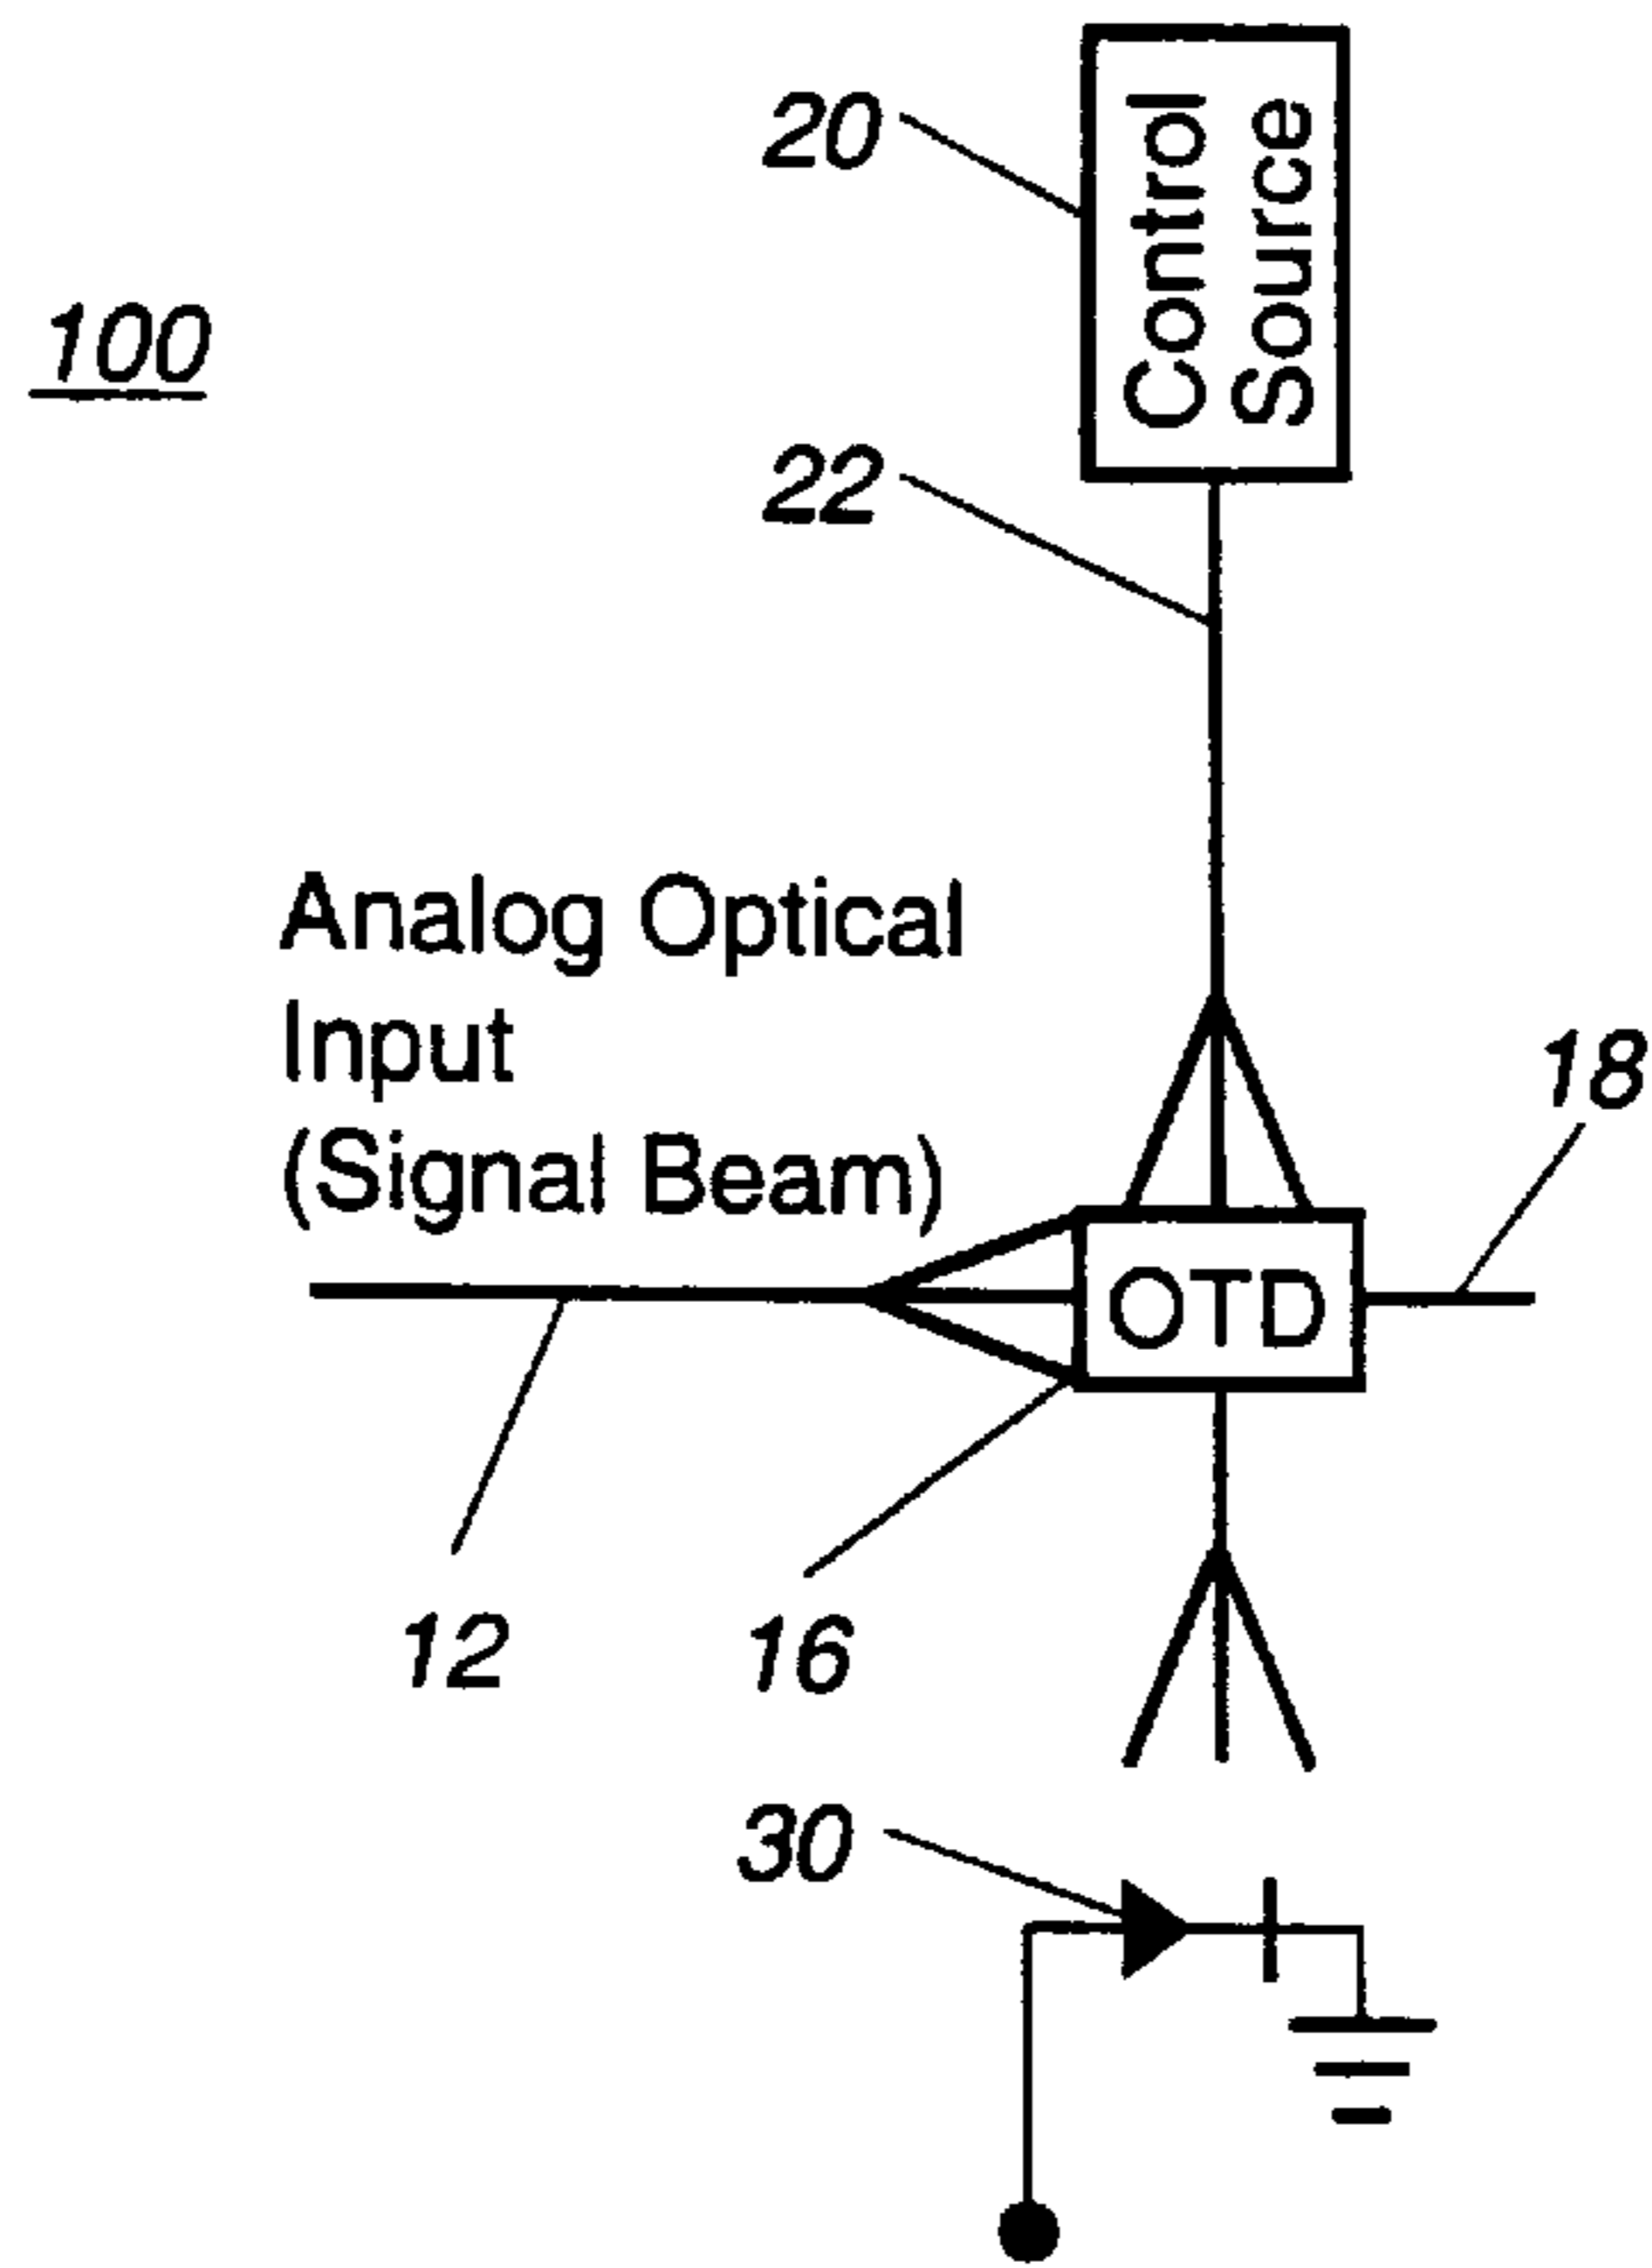 20
Control
Source
100
22
Analog Optical
Input
(Signal Beam)
18
OTD
12
16
30